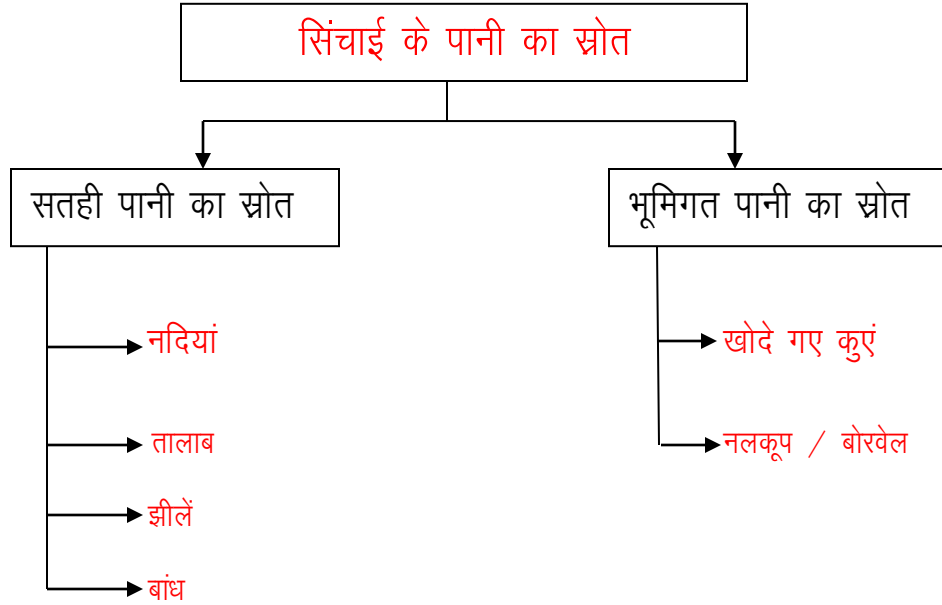 सिंचाई के पानी का स्रोत
सतही पानी का स्रोत
भूमिगत पानी का स्रोत
नदियां
तालाब
झीलें
बांध
खोदे गए कुएं
नलकूप / बोरवेल